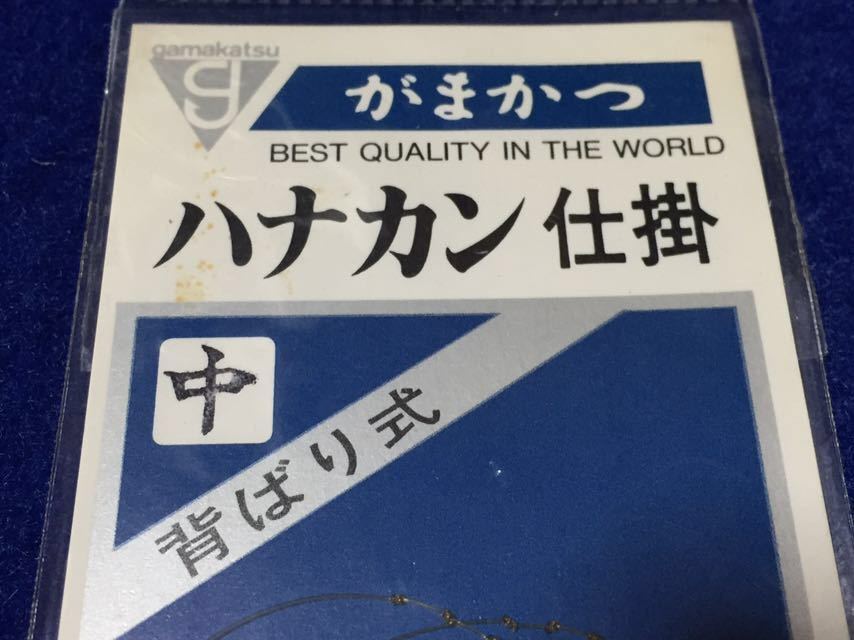 gamakatsu
g
がまかつ
BEST QUALITY IN THE WORLD
ハナカン仕掛
中
背ばり式